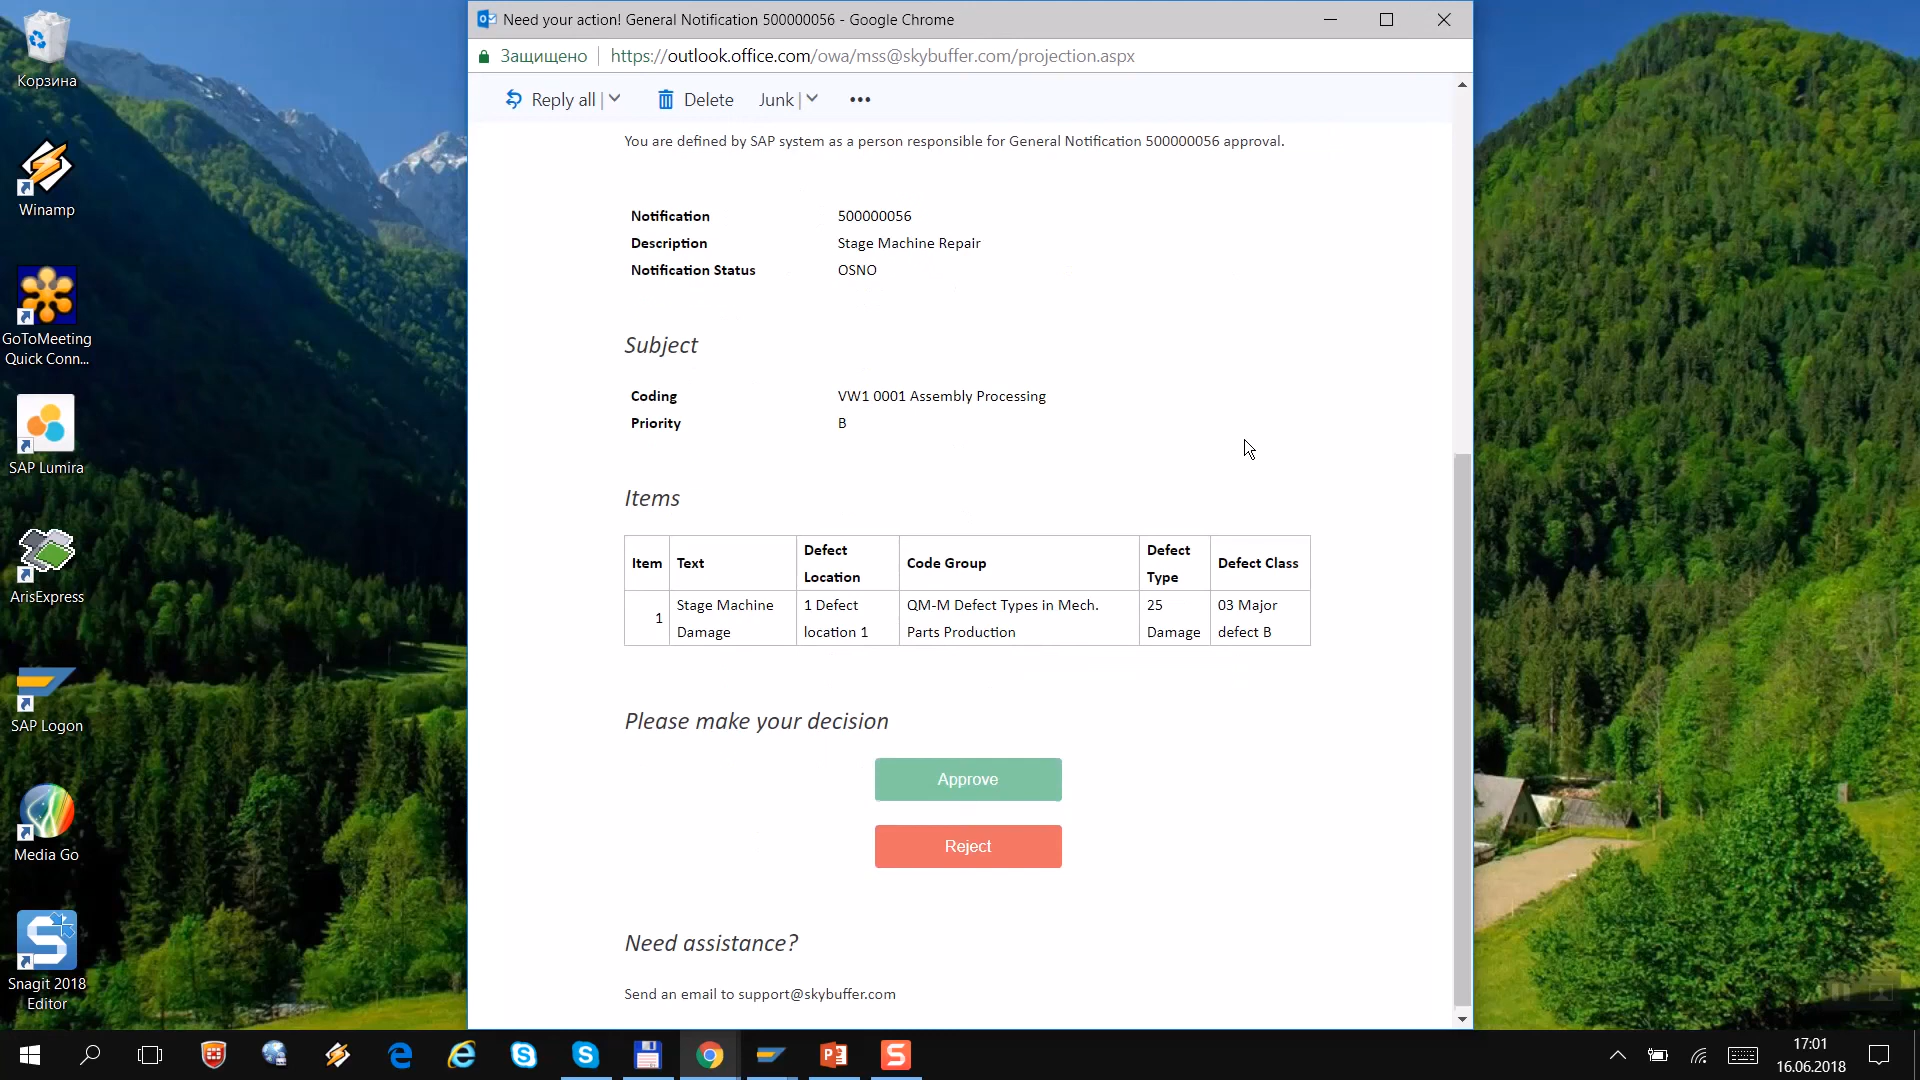 Need your action! General Notification 500000056 - Google Chrome
Защищено
https://outlook.office.com/owa/mss@skybuffer.com/projection.aspx
Reply all
Delete
Junk
You are defined by SAP system as a person responsible for General Notification 500000056 approval.
Notification 500000056
Description Stage Machine Repair
Notification Status OSNO
Subject
Coding VW1 0001 Assembly Processing
Priority B
Items
Item Text Defect Location Code Group Defect Type Defect Class
1 Stage Machine Damage 1 Defect location 1 QM-M Defect Types in Mech. Parts Production 25 Damage 03 Major defect B
Please make your decision
Approve
Reject
Need assistance?
Send an email to support@skybuffer.com
Корзина
Winamp
GoToMeeting
Quick Conn...
SAP Lumira
ArisExpress
SAP Logon
Media Go
Snagit 2018
Editor
17:01
16.06.2018